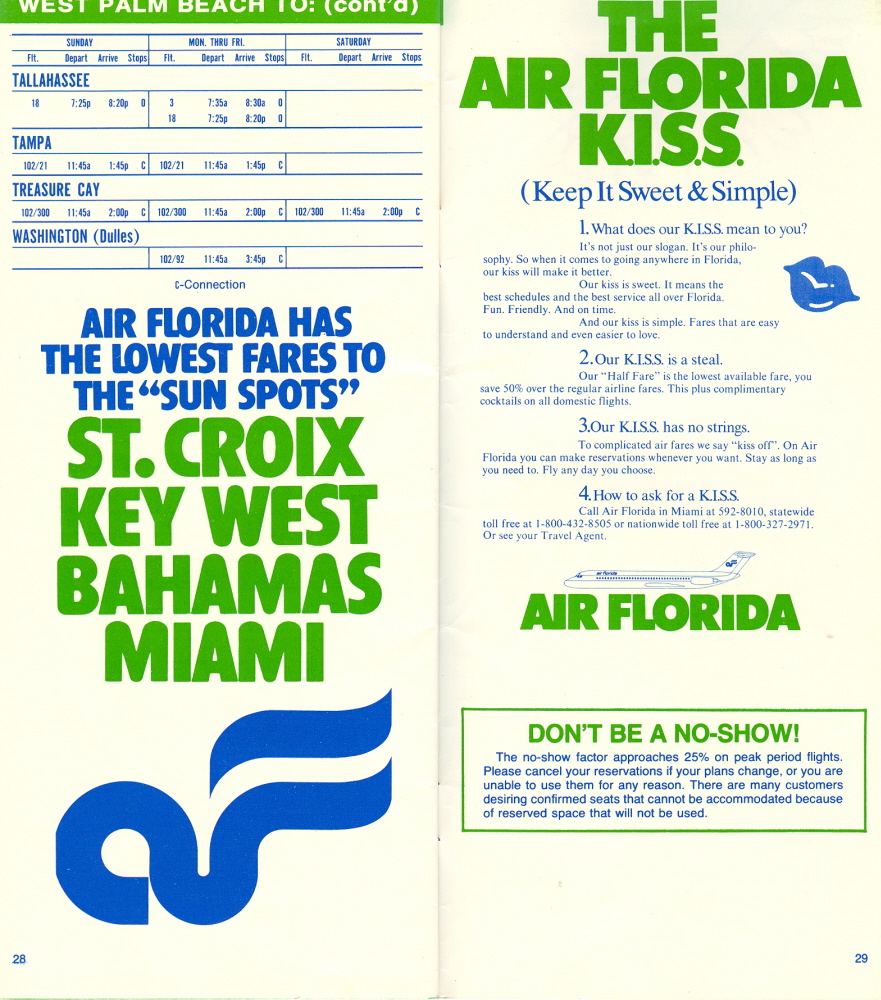 WEST PALM BEACH TO: (cont'd)
SUNDAY MON. THRU FRI. SATURDAY
Flt. Depart Arrive Stops Flt. Depart Arrive Stops Flt. Depart Arrive Stops
TALLAHASSEE
18 7:25p 8:20p 0 3 7:35a 8:30a 0
18 7:25p 8:20p 0
TAMPA
102/21 11:45a 1:45p C 102/21 11:45a 1:45p C
TREASURE CAY
102/300 11:45a 2:00p C 102/300 11:45a 2:00p C 102/300 11:45a 2:00p C
WASHINGTON (Dulles)
102/92 11:45a 3:45p C
C-Connection
AIR FLORIDA HAS
THE LOWEST FARES TO
THE “SUN SPOTS”
ST. CROIX
KEY WEST
BAHAMAS
MIAMI
28
THE
AIR FLORIDA
K.I.S.S.
(Keep It Sweet & Simple)
1. What does our K.I.S.S. mean to you?
It's not just our slogan. It's our philo-
sophy. So when it comes to going anywhere in Florida,
our kiss will make it better.
Our kiss is sweet. It means the
best schedules and the best service all over Florida.
Fun. Friendly. And on time.
And our kiss is simple. Fares that are easy
to understand and even easier to love.
2. Our K.I.S.S. is a steal.
Our “Half Fare” is the lowest available fare, you
save 50% over the regular airline fares. This plus complimentary
cocktails on all domestic flights.
3. Our K.I.S.S. has no strings.
To complicated air fares we say “kiss off”. On Air
Florida you can make reservations whenever you want. Stay as long as
you need to. Fly any day you choose.
4. How to ask for a K.I.S.S.
Call Air Florida in Miami at 592-8010, statewide
toll free at 1-800-432-8505 or nationwide toll free at 1-800-327-2971.
Or see your Travel Agent.
air florida
AIR FLORIDA
DON'T BE A NO-SHOW!
The no-show factor approaches 25% on peak period flights.
Please cancel your reservations if your plans change, or you are
unable to use them for any reason. There are many customers
desiring confirmed seats that cannot be accommodated because
of reserved space that will not be used.
29